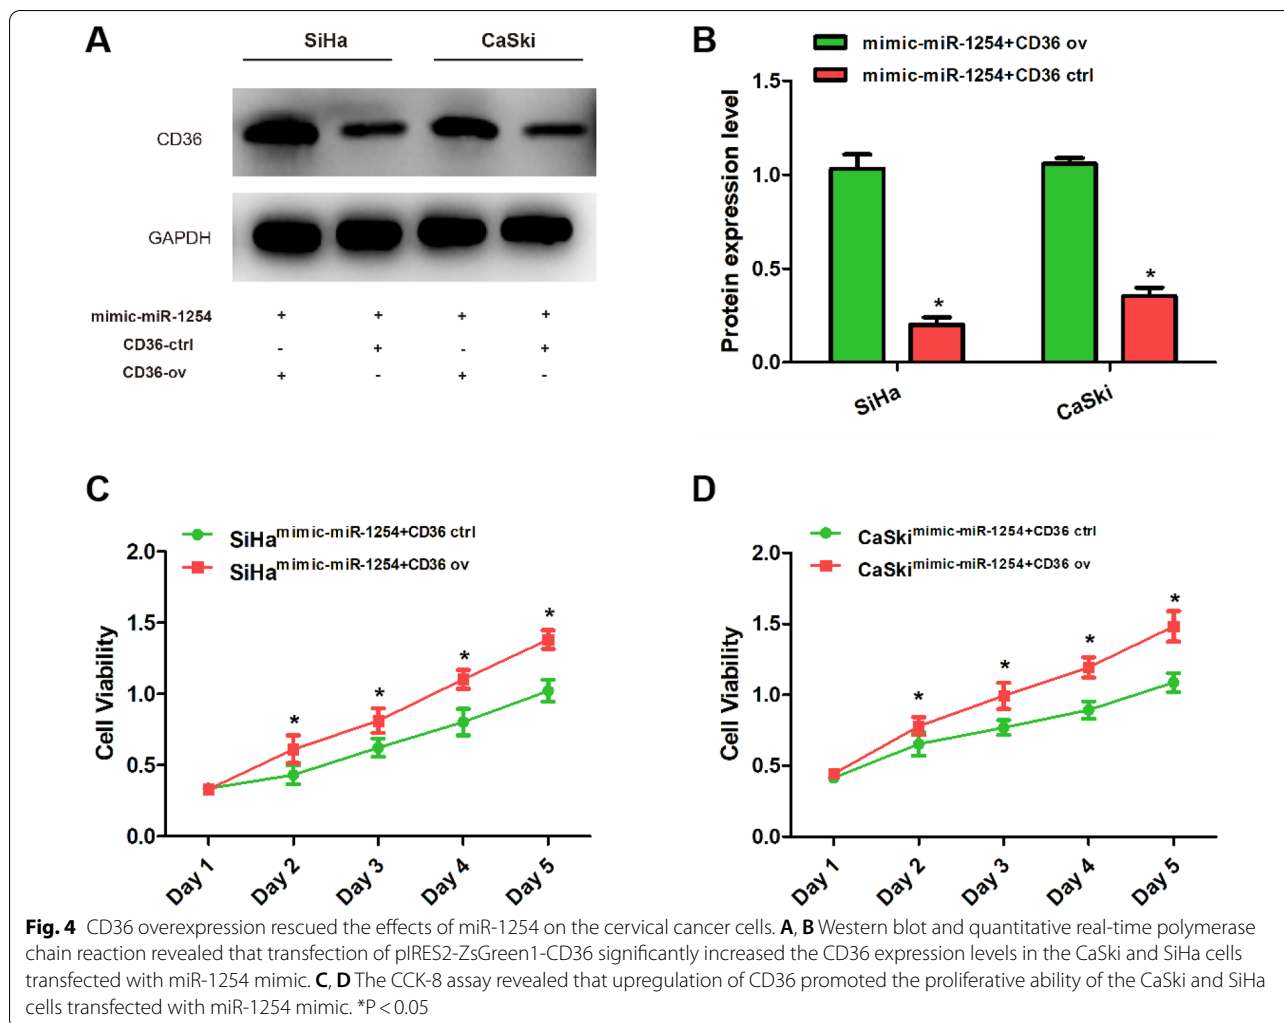 A
SiHa CaSki
CD36
GAPDH
mimic-miR-1254 + + + +
CD36-ctrl - + - +
CD36-ov + - + -
B
mimic-miR-1254+CD36 ov
mimic-miR-1254+CD36 ctrl
Protein expression level
1.5
1.0
0.5
0.0
*
*
SiHa CaSki
C
SiHa mimic-miR-1254+CD36 ctrl
SiHa mimic-miR-1254+CD36 ov
Cell Viability
2.0
1.5
1.0
0.5
0.0
* * * *
Day 1 Day 2 Day 3 Day 4 Day 5
D
CaSki mimic-miR-1254+CD36 ctrl
CaSki mimic-miR-1254+CD36 ov
Cell Viability
2.0
1.5
1.0
0.5
0.0
* * * *
Day 1 Day 2 Day 3 Day 4 Day 5
Fig. 4 CD36 overexpression rescued the effects of miR-1254 on the cervical cancer cells. A, B Western blot and quantitative real-time polymerase
chain reaction revealed that transfection of pIRES2-ZsGreen1-CD36 significantly increased the CD36 expression levels in the CaSki and SiHa cells
transfected with miR-1254 mimic. C, D The CCK-8 assay revealed that upregulation of CD36 promoted the proliferative ability of the CaSki and SiHa
cells transfected with miR-1254 mimic. *P < 0.05